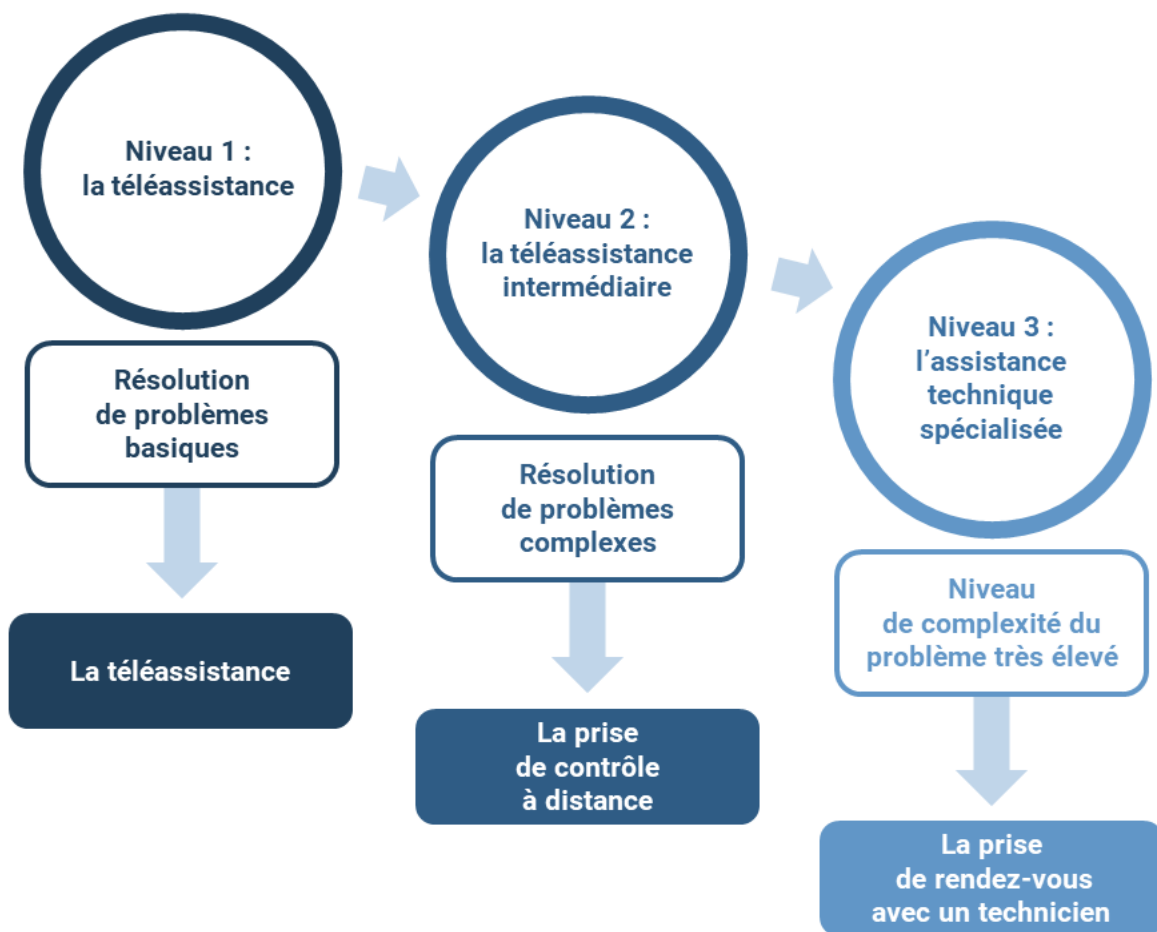 Niveau 1 :
la téléassistance
Résolution
de problèmes
basiques
La téléassistance
Niveau 2 :
la téléassistance
intermédiaire
Résolution
de problèmes
complexes
La prise
de contrôle
à distance
Niveau 3 :
l’assistance
technique
spécialisée
Niveau
de complexité du
problème très élevé
La prise
de rendez-vous
avec un technicien